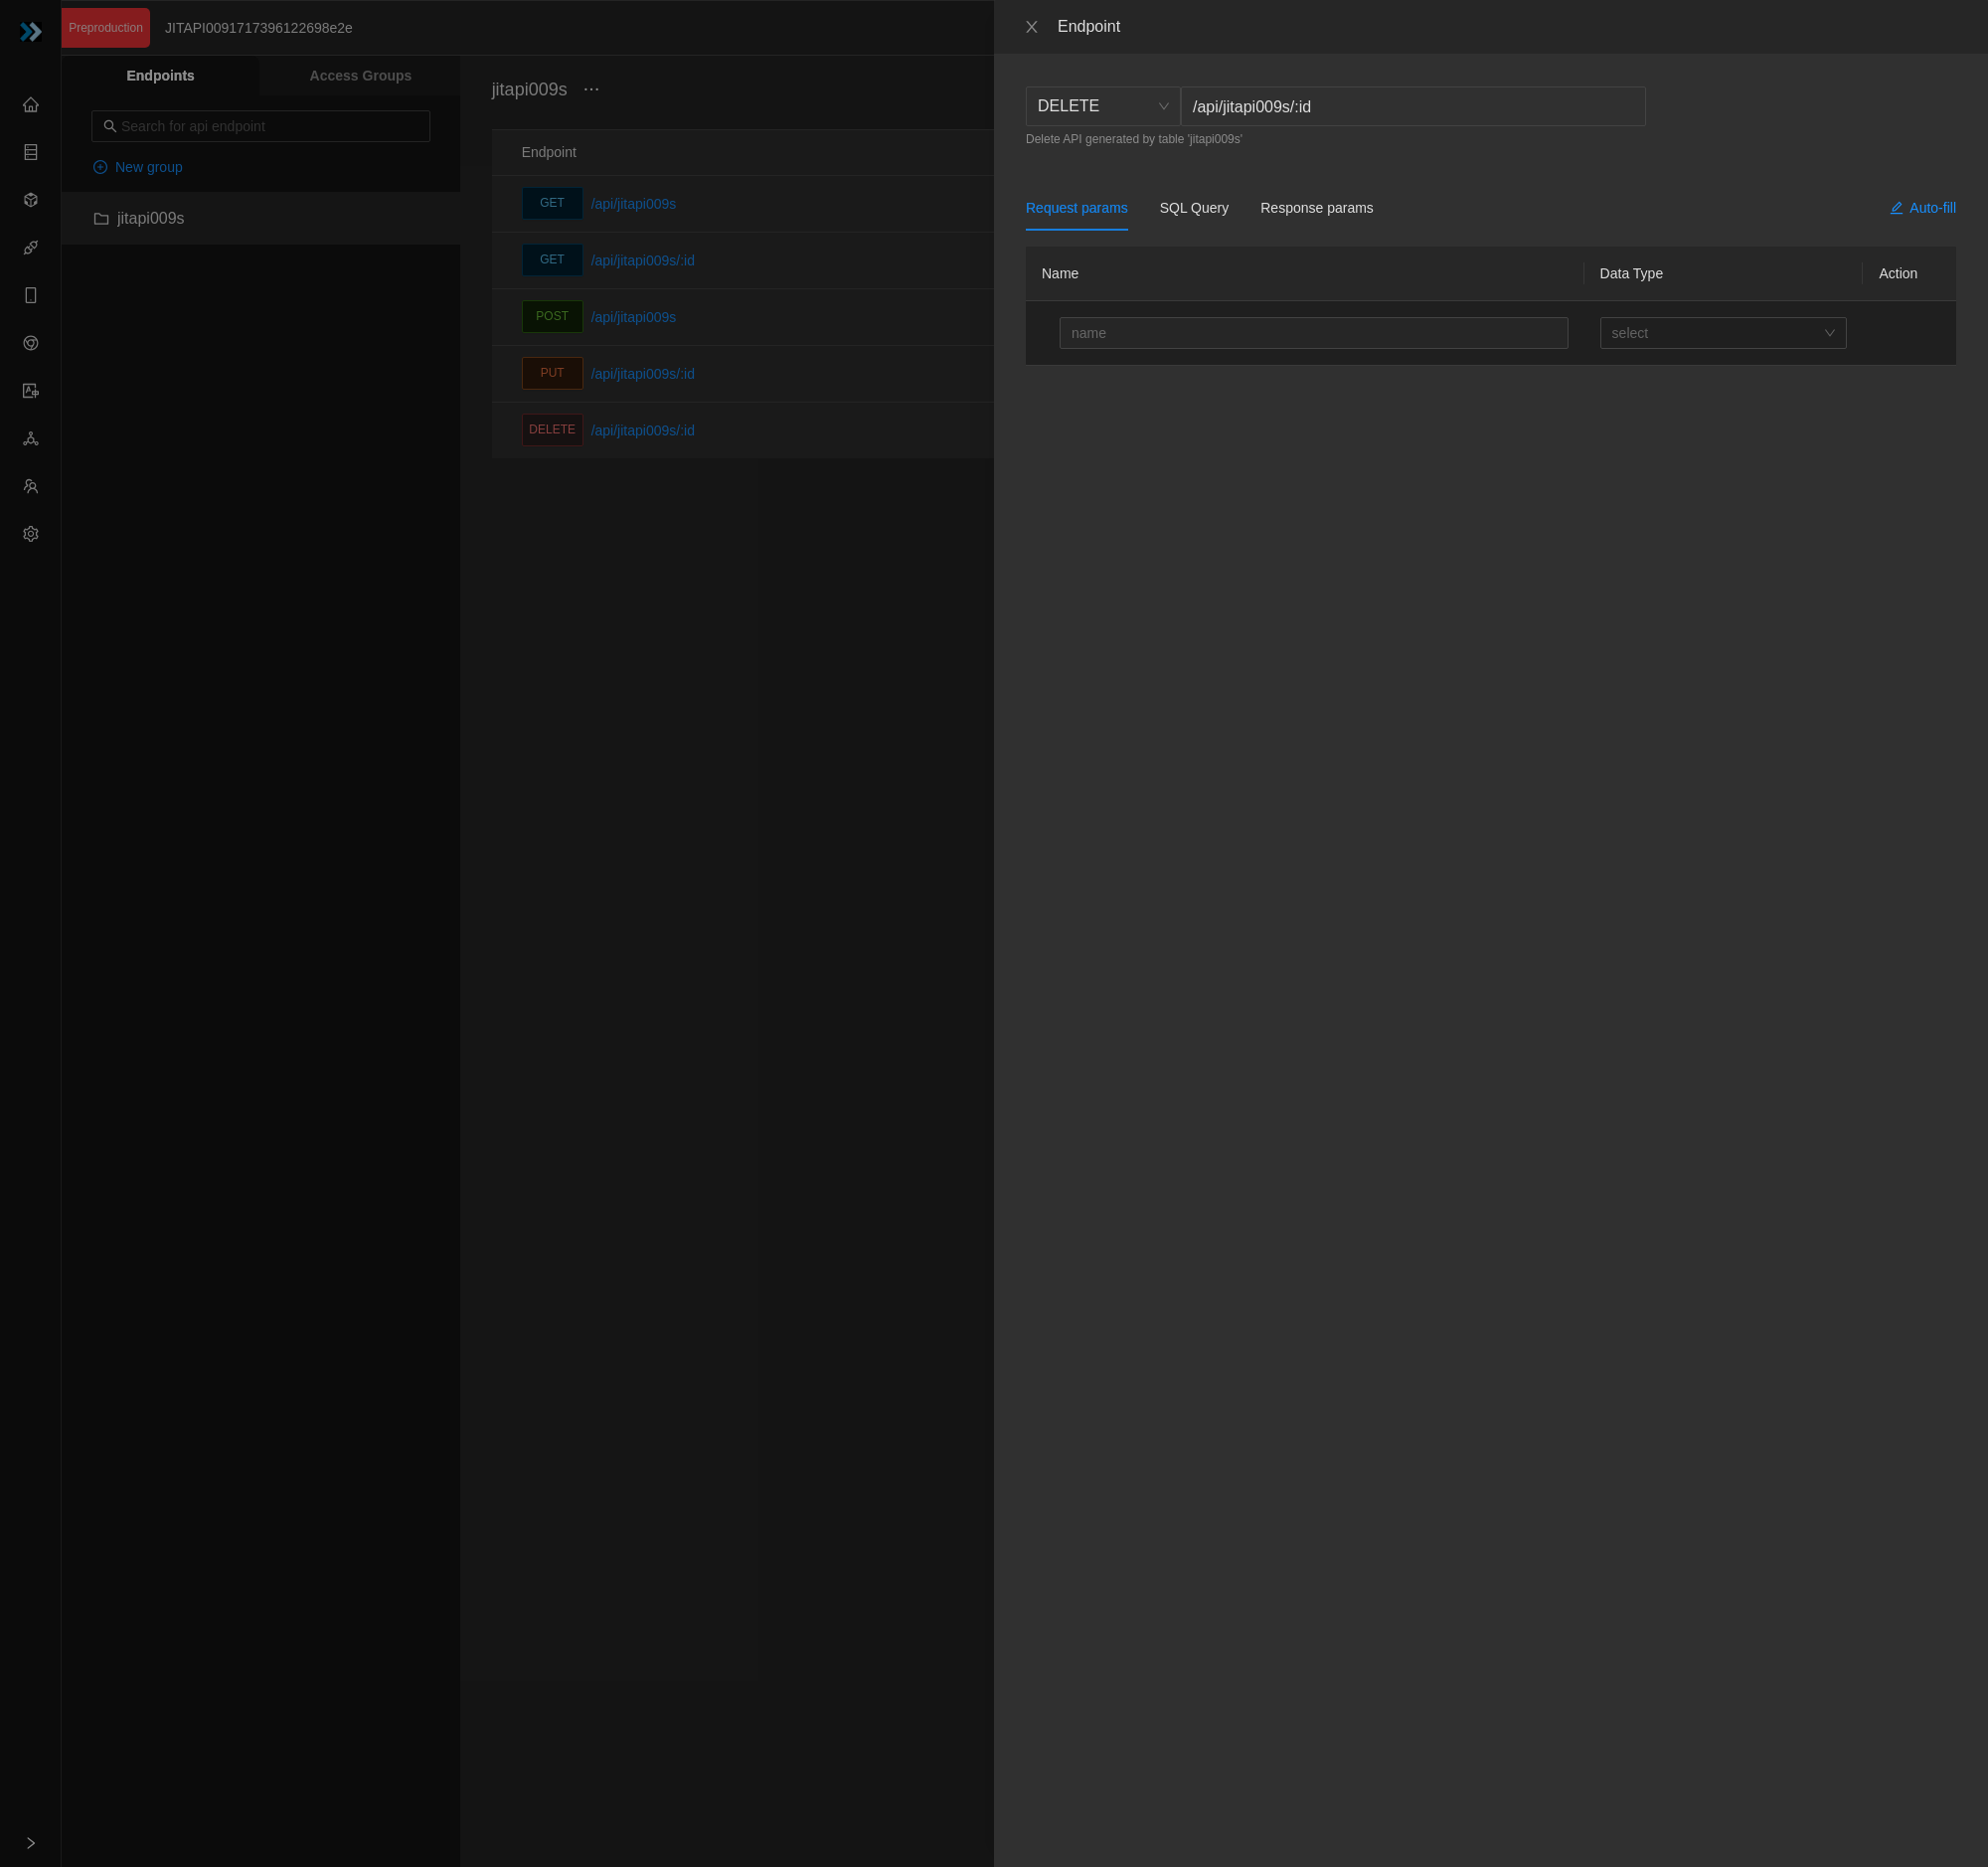 Preproduction JITAPI0091717396122698e2e
Endpoints Access Groups
Search for api endpoint
New group
jitapi009s
jitapi009s ...
Endpoint
GET /api/jitapi009s
GET /api/jitapi009s/:id
POST /api/jitapi009s
PUT /api/jitapi009s/:id
DELETE /api/jitapi009s/:id
Endpoint
DELETE /api/jitapi009s/:id
Delete API generated by table 'jitapi009s'
Request params SQL Query Response params Auto-fill
Name Data Type Action
name select